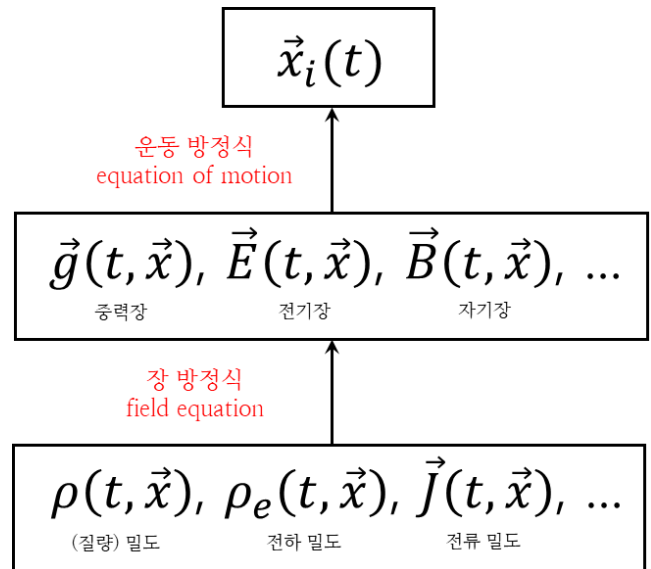 x⃗ᵢ(t)
운동 방정식
equation of motion
g⃗(t, x⃗), E⃗(t, x⃗), B⃗(t, x⃗), ...
중력장 전기장 자기장
장 방정식
field equation
ρ(t, x⃗), ρₑ(t, x⃗), J⃗(t, x⃗), ...
(질량) 밀도 전하 밀도 전류 밀도